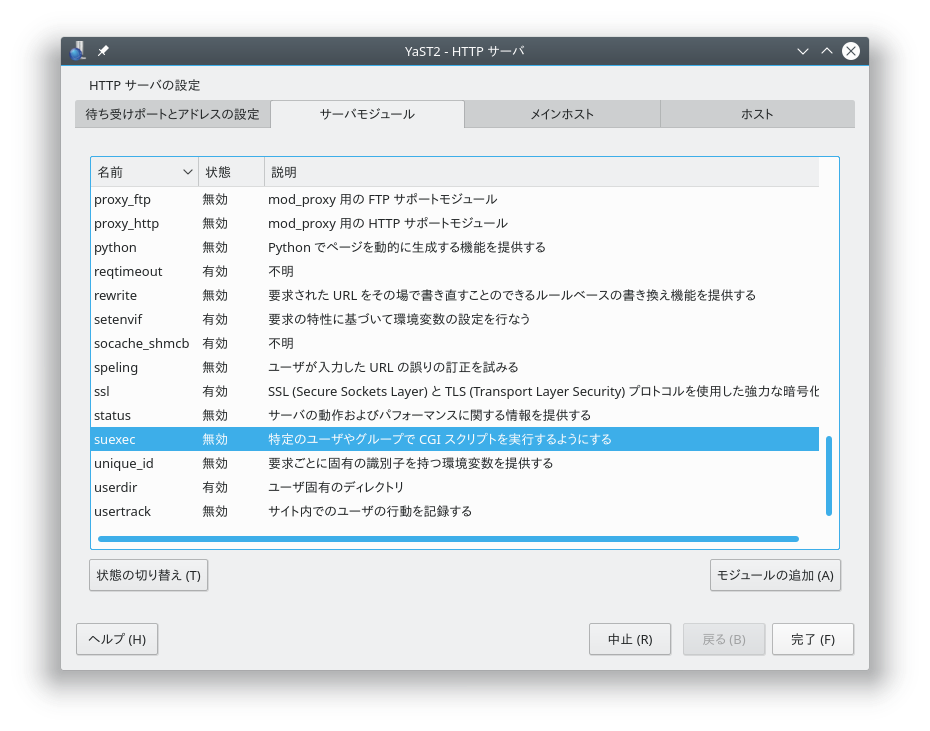 YaST2 - HTTP サーバ
HTTP サーバの設定
待ち受けポートとアドレスの設定 サーバモジュール メインホスト ホスト
名前 状態 説明
proxy_ftp 無効 mod_proxy 用の FTP サポートモジュール
proxy_http 無効 mod_proxy 用の HTTP サポートモジュール
python 無効 Python でページを動的に生成する機能を提供する
reqtimeout 有効 不明
rewrite 無効 要求された URL をその場で書き直すことのできるルールベースの書き換え機能を提供する
setenvif 有効 要求の特性に基づいて環境変数の設定を行なう
socache_shmcb 有効 不明
speling 無効 ユーザが入力した URL の誤りの訂正を試みる
ssl 有効 SSL (Secure Sockets Layer) と TLS (Transport Layer Security) プロトコルを使用した強力な暗号化
status 無効 サーバの動作およびパフォーマンスに関する情報を提供する
suexec 無効 特定のユーザやグループで CGI スクリプトを実行するようにする
unique_id 無効 要求ごとに固有の識別子を持つ環境変数を提供する
userdir 有効 ユーザ固有のディレクトリ
usertrack 無効 サイト内でのユーザの行動を記録する
状態の切り替え (T) モジュールの追加 (A)
ヘルプ (H) 中止 (R) 戻る (B) 完了 (F)